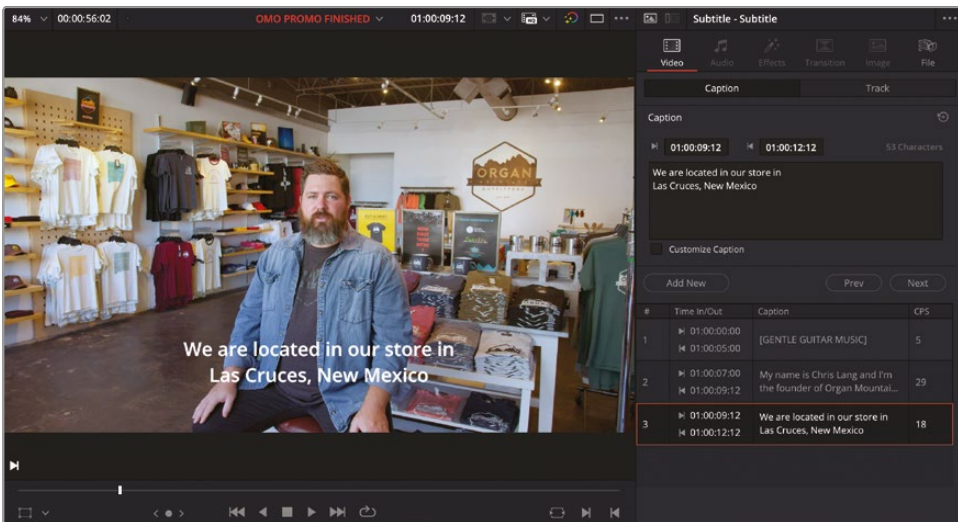 84%
00:00:56:02
OMO PROMO FINISHED
01:00:09:12
Subtitle - Subtitle
Video
Audio
Effects
Transition
Image
File
Caption
Track
Caption
01:00:09:12
01:00:12:12
53 Characters
We are located in our store in
Las Cruces, New Mexico
Customize Caption
Add New
Prev
Next
# Time In/Out Caption CPS
1
01:00:00:00
01:00:05:00
[GENTLE GUITAR MUSIC]
5
2
01:00:07:00
01:00:09:12
My name is Chris Lang and I'm
the founder of Organ Mountai...
29
3
01:00:09:12
01:00:12:12
We are located in our store in
Las Cruces, New Mexico
18
ORGAN
OUTFITTERS
We are located in our store in
Las Cruces, New Mexico